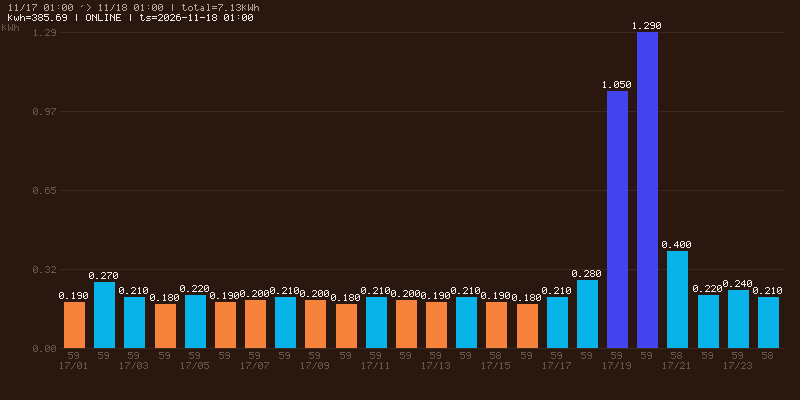 11/17 01:00 -> 11/18 01:00 | total=7.13kWh
Kwh=385.69 | ONLINE | ts=2026-11-18 01:00
kWh
1.29
0.97
0.65
0.32
0.00
0.190 0.270 0.210 0.180 0.220 0.190 0.200 0.210 0.200 0.180 0.210 0.200 0.190 0.210 0.190 0.180 0.210 0.280 1.050 1.290 0.400 0.220 0.240 0.210
59 59 59 59 59 59 59 59 59 59 59 59 59 59 58 59 59 59 59 59 58 59 59 58
17/01 17/03 17/05 17/07 17/09 17/11 17/13 17/15 17/17 17/19 17/21 17/23